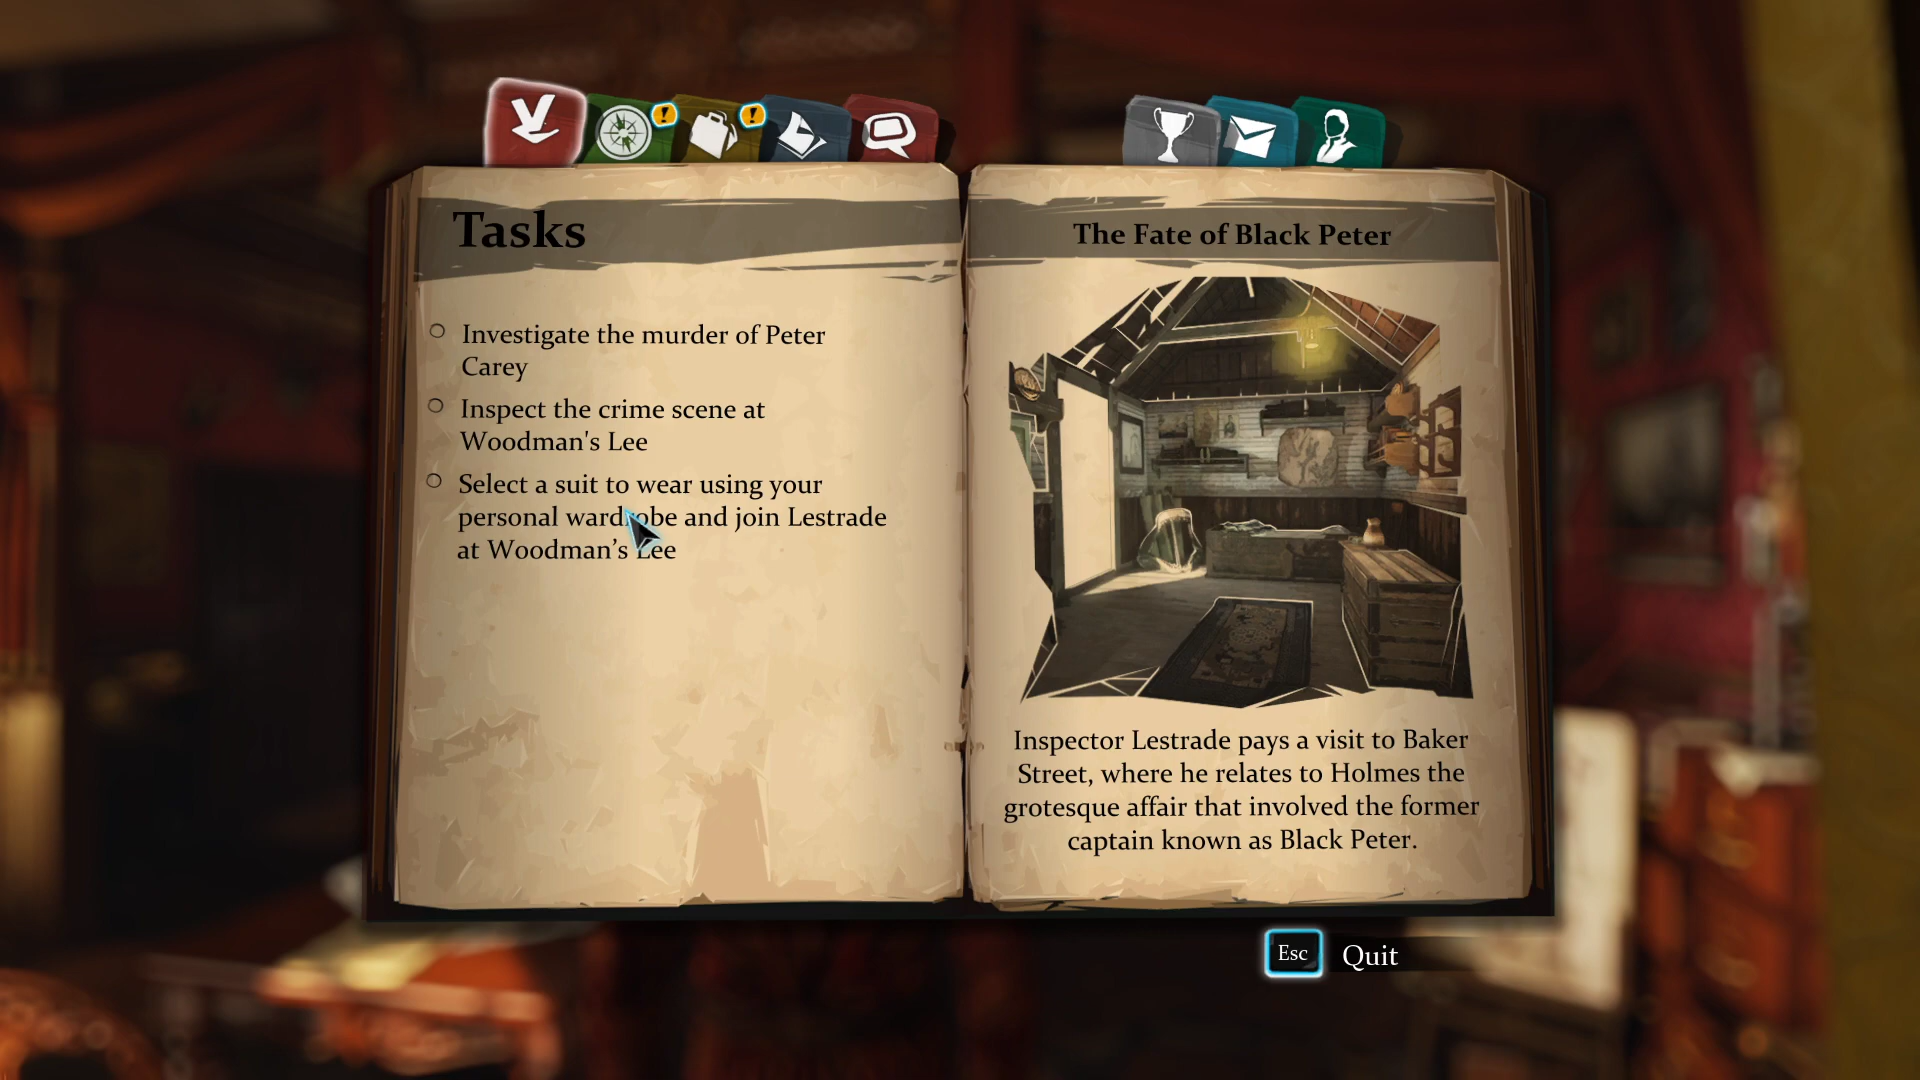 Tasks
Investigate the murder of Peter
Carey
Inspect the crime scene at
Woodman's Lee
Select a suit to wear using your
personal wardrobe and join Lestrade
at Woodman’s Lee
The Fate of Black Peter
Inspector Lestrade pays a visit to Baker
Street, where he relates to Holmes the
grotesque affair that involved the former
captain known as Black Peter.
Esc Quit